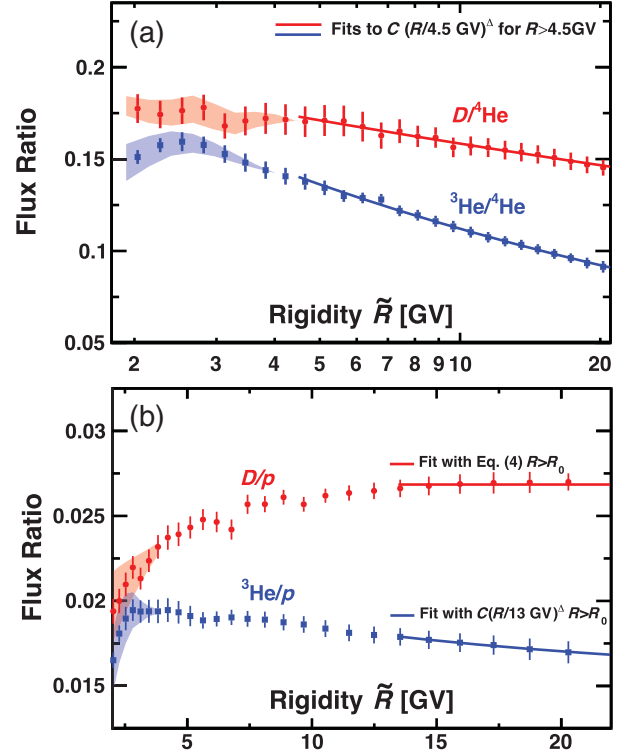 (a)
Fits to C (R/4.5 GV)^Δ for R>4.5GV
0.2
D/⁴He
0.15
³He/⁴He
0.1
Flux Ratio
0.05
Rigidity R̃ [GV]
2 3 4 5 6 7 8 9 10 20
(b)
0.03
D/p
Fit with Eq. (4) R>R₀
0.025
Flux Ratio
0.02
³He/p
Fit with C(R/13 GV)^Δ R>R₀
0.015
Rigidity R̃ [GV]
5 10 15 20